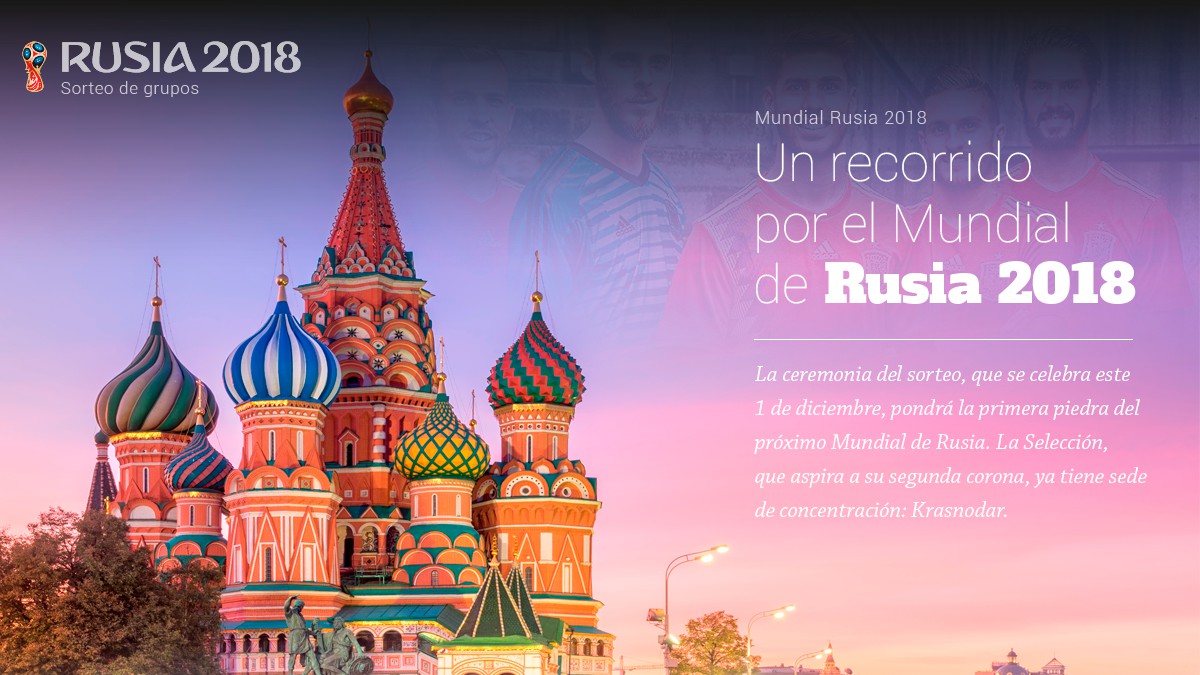 RUSIA 2018
Sorteo de grupos
Mundial Rusia 2018
Un recorrido
por el Mundial
de Rusia 2018
La ceremonia del sorteo, que se celebra este
1 de diciembre, pondrá la primera piedra del
próximo Mundial de Rusia. La Selección,
que aspira a su segunda corona, ya tiene sede
de concentración: Krasnodar.